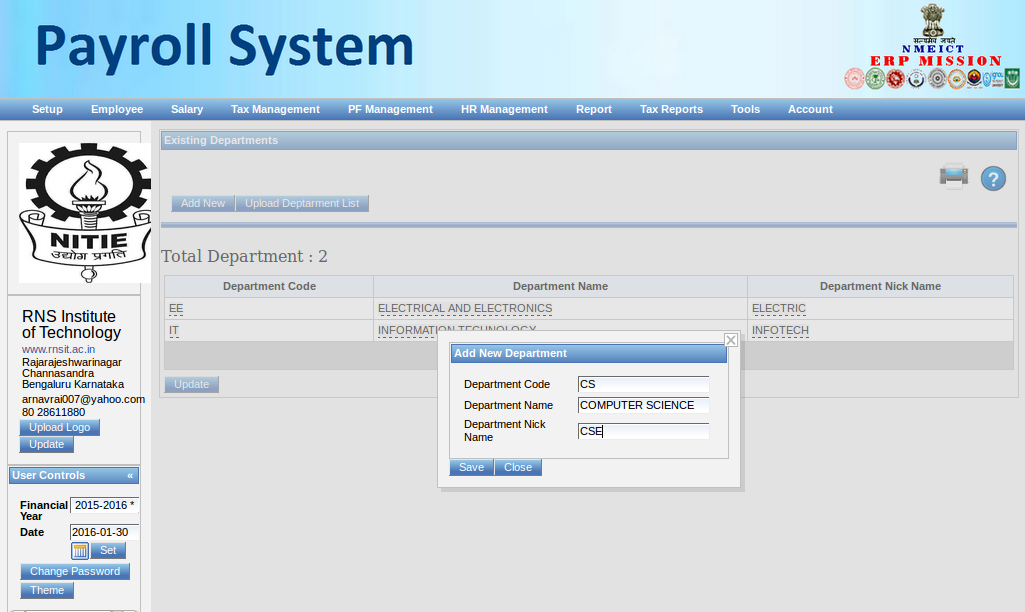 Payroll System
सत्यमेव जयते
NMEICT
ERP MISSION
Setup Employee Salary Tax Management PF Management HR Management Report Tax Reports Tools Account
NITIE
उद्योग प्रगति
RNS Institute
of Technology
www.rnsit.ac.in
Rajarajeshwarinagar
Channasandra
Bengaluru Karnataka
arnavrai007@yahoo.com
80 28611880
Upload Logo
Update
User Controls «
Financial Year 2015-2016 *
Date 2016-01-30
Set
Change Password
Theme
Existing Departments
?
Add New Upload Deptarment List
Total Department : 2
Department Code Department Name Department Nick Name
EE ELECTRICAL AND ELECTRONICS ELECTRIC
IT INFORMATION TECHNOLOGY INFOTECH
Update
Add New Department
Department Code CS
Department Name COMPUTER SCIENCE
Department Nick Name CSE
Save Close